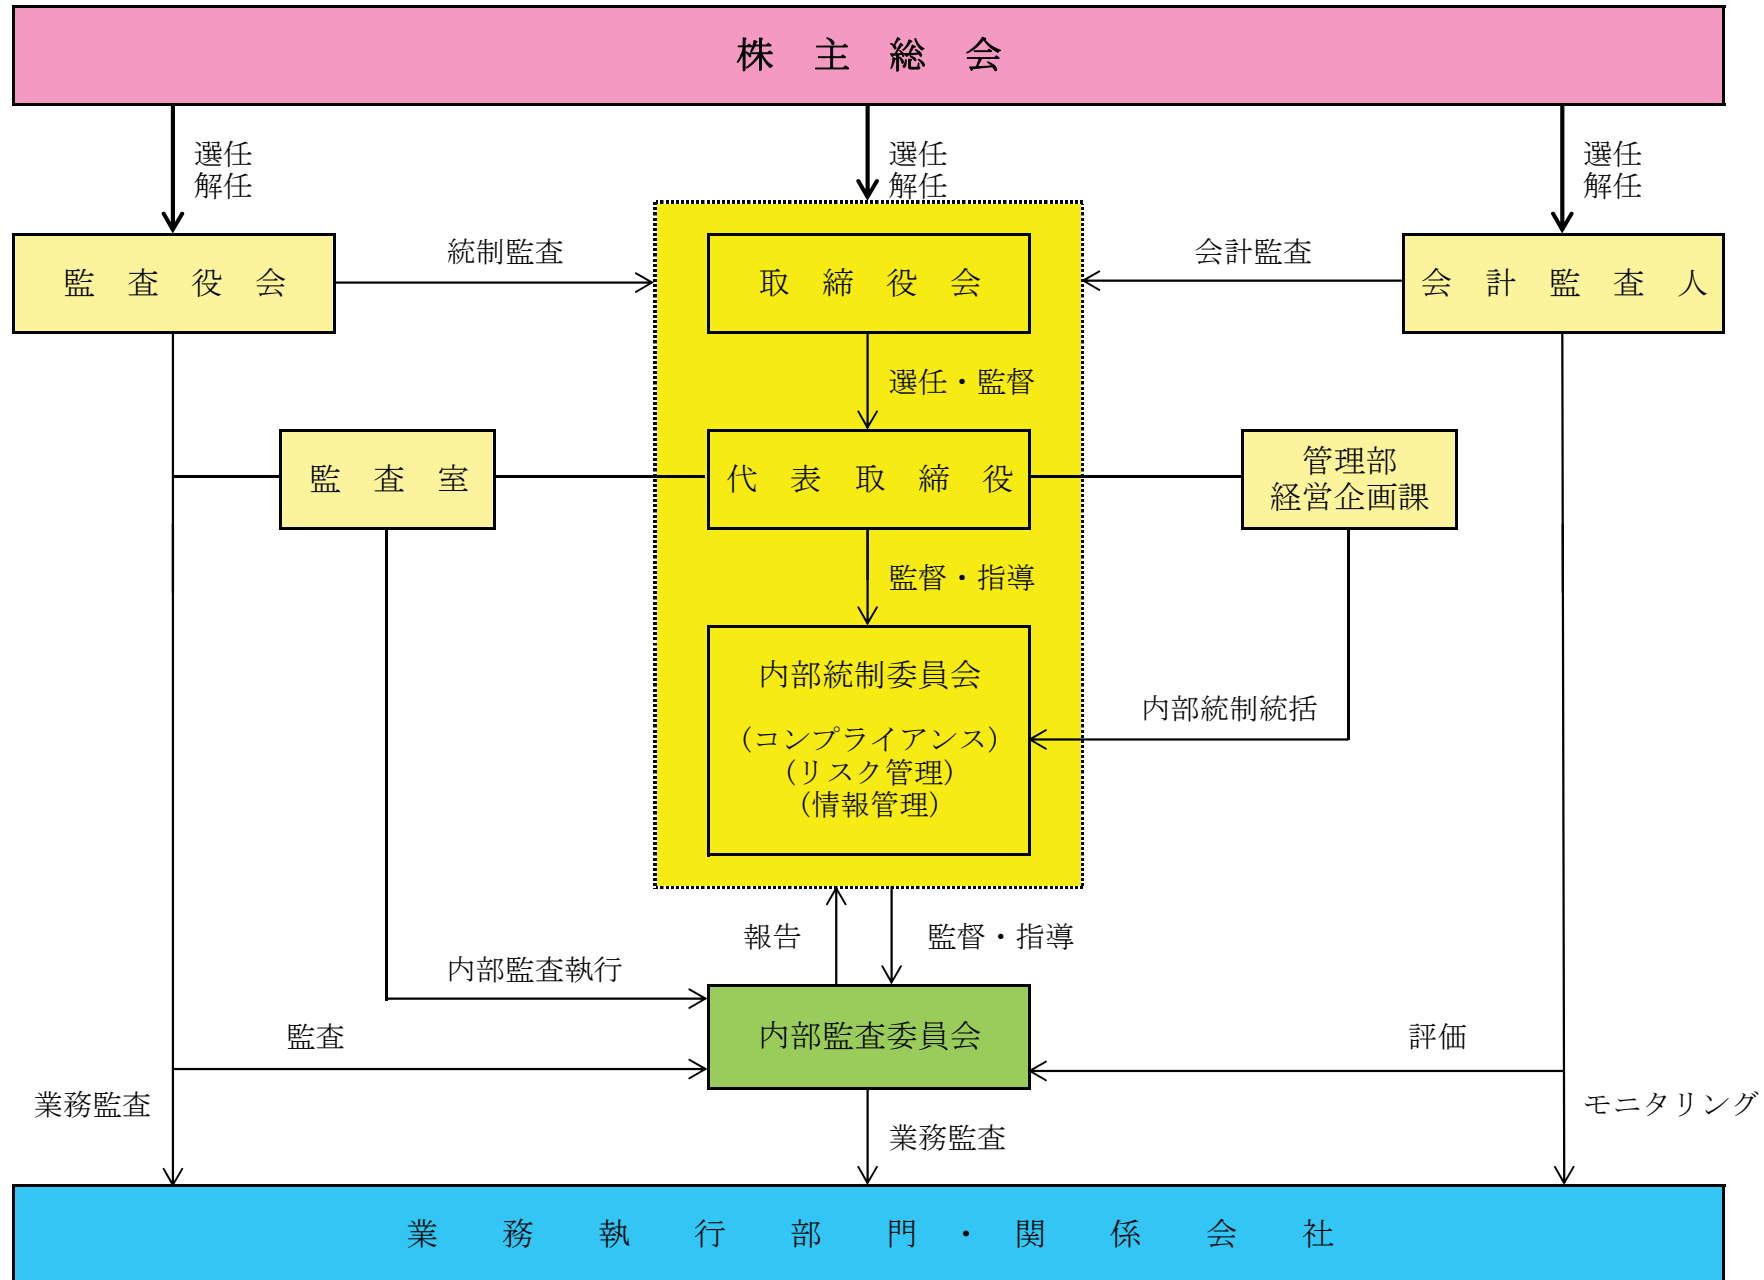 株　主　総　会
選任
解任
選任
解任
選任
解任
監　査　役　会
統制監査
取　締　役　会
会計監査
会　計　監　査　人
選任・監督
監　査　室
代　表　取　締　役
管理部
経営企画課
監督・指導
内部統制委員会
（コンプライアンス）
（リスク管理）
（情報管理）
内部統制統括
報告
監督・指導
内部監査執行
内部監査委員会
監査
評価
業務監査
モニタリング
業務監査
業　務　執　行　部　門　・　関　係　会　社